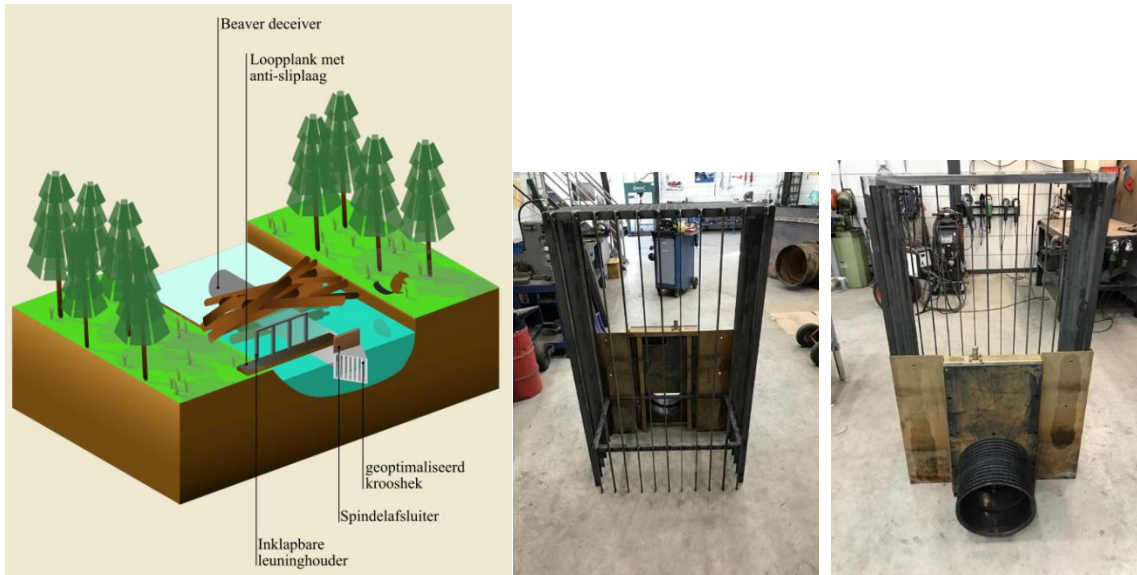 Beaver deceiver
Loopplank met
anti-sliplaag
geoptimaliseerd
krooshek
Spindelafsluiter
Inklapbare
leuninghouder